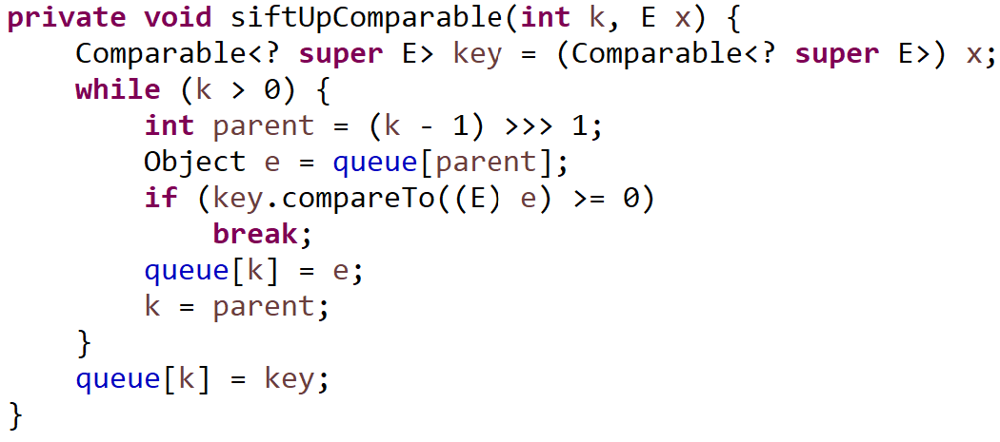 private void siftUpComparable(int k, E x) {
    Comparable<? super E> key = (Comparable<? super E>) x;
    while (k > 0) {
        int parent = (k - 1) >>> 1;
        Object e = queue[parent];
        if (key.compareTo((E) e) >= 0)
            break;
        queue[k] = e;
        k = parent;
    }
    queue[k] = key;
}